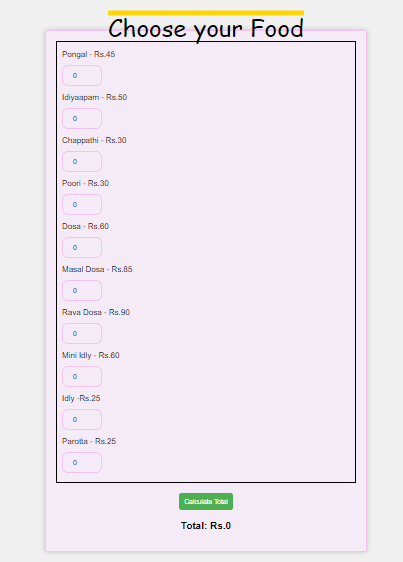 Choose your Food
Pongal - Rs.45
0
Idiyaapam - Rs.50
0
Chappathi - Rs.30
0
Poori - Rs.30
0
Dosa - Rs.60
0
Masal Dosa - Rs.85
0
Rava Dosa - Rs.90
0
Mini Idly - Rs.60
0
Idly -Rs.25
0
Parotta - Rs.25
0
Calculate Total
Total: Rs.0